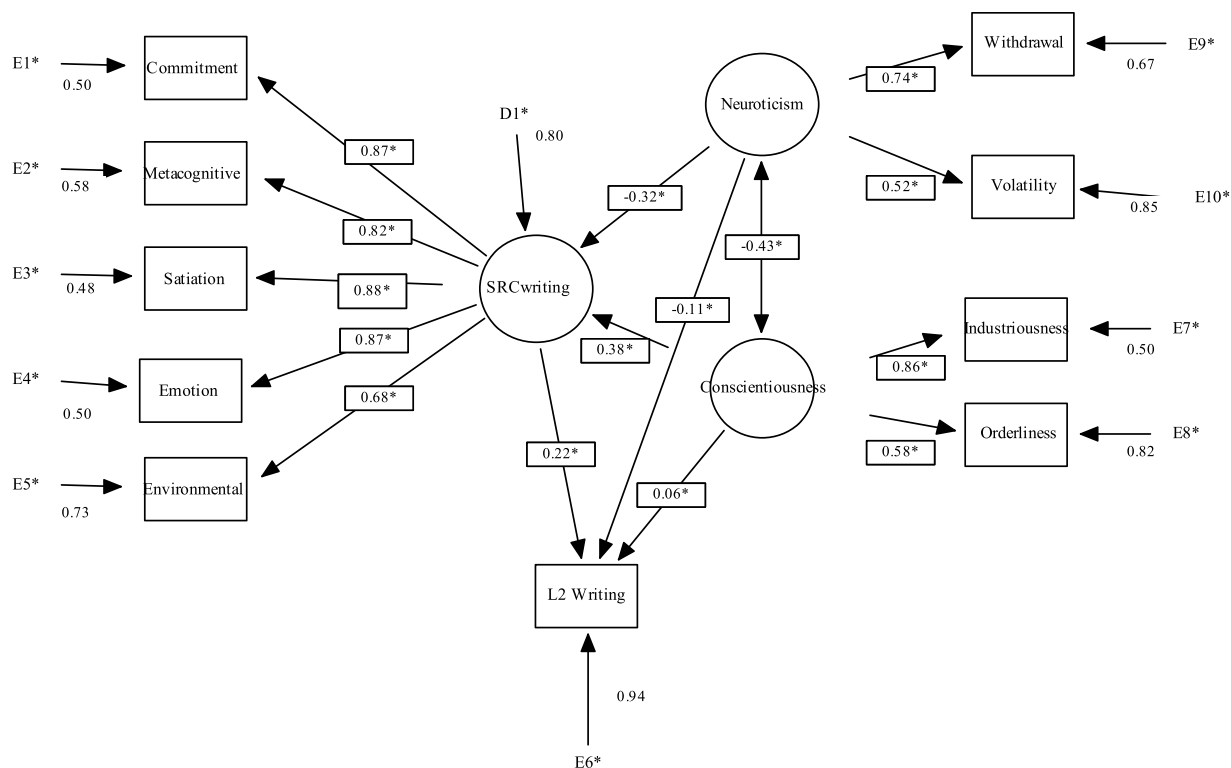 Withdrawal
E9*
E1*
Commitment
0.50
0.67
0.74*
Neuroticism
D1*
0.80
0.87*
E2*
Metacognitive
0.58
-0.32*
0.52*
Volatility
E10*
0.85
0.82*
-0.43*
E3*
Satiation
0.48
SRCwriting
0.88*
-0.11*
Industriousness
E7*
0.87*
0.38*
0.50
0.86*
E4*
Emotion
0.50
0.68*
Conscientiousness
Orderliness
E8*
0.58*
0.82
0.22*
E5*
Environmental
0.73
0.06*
L2 Writing
0.94
E6*